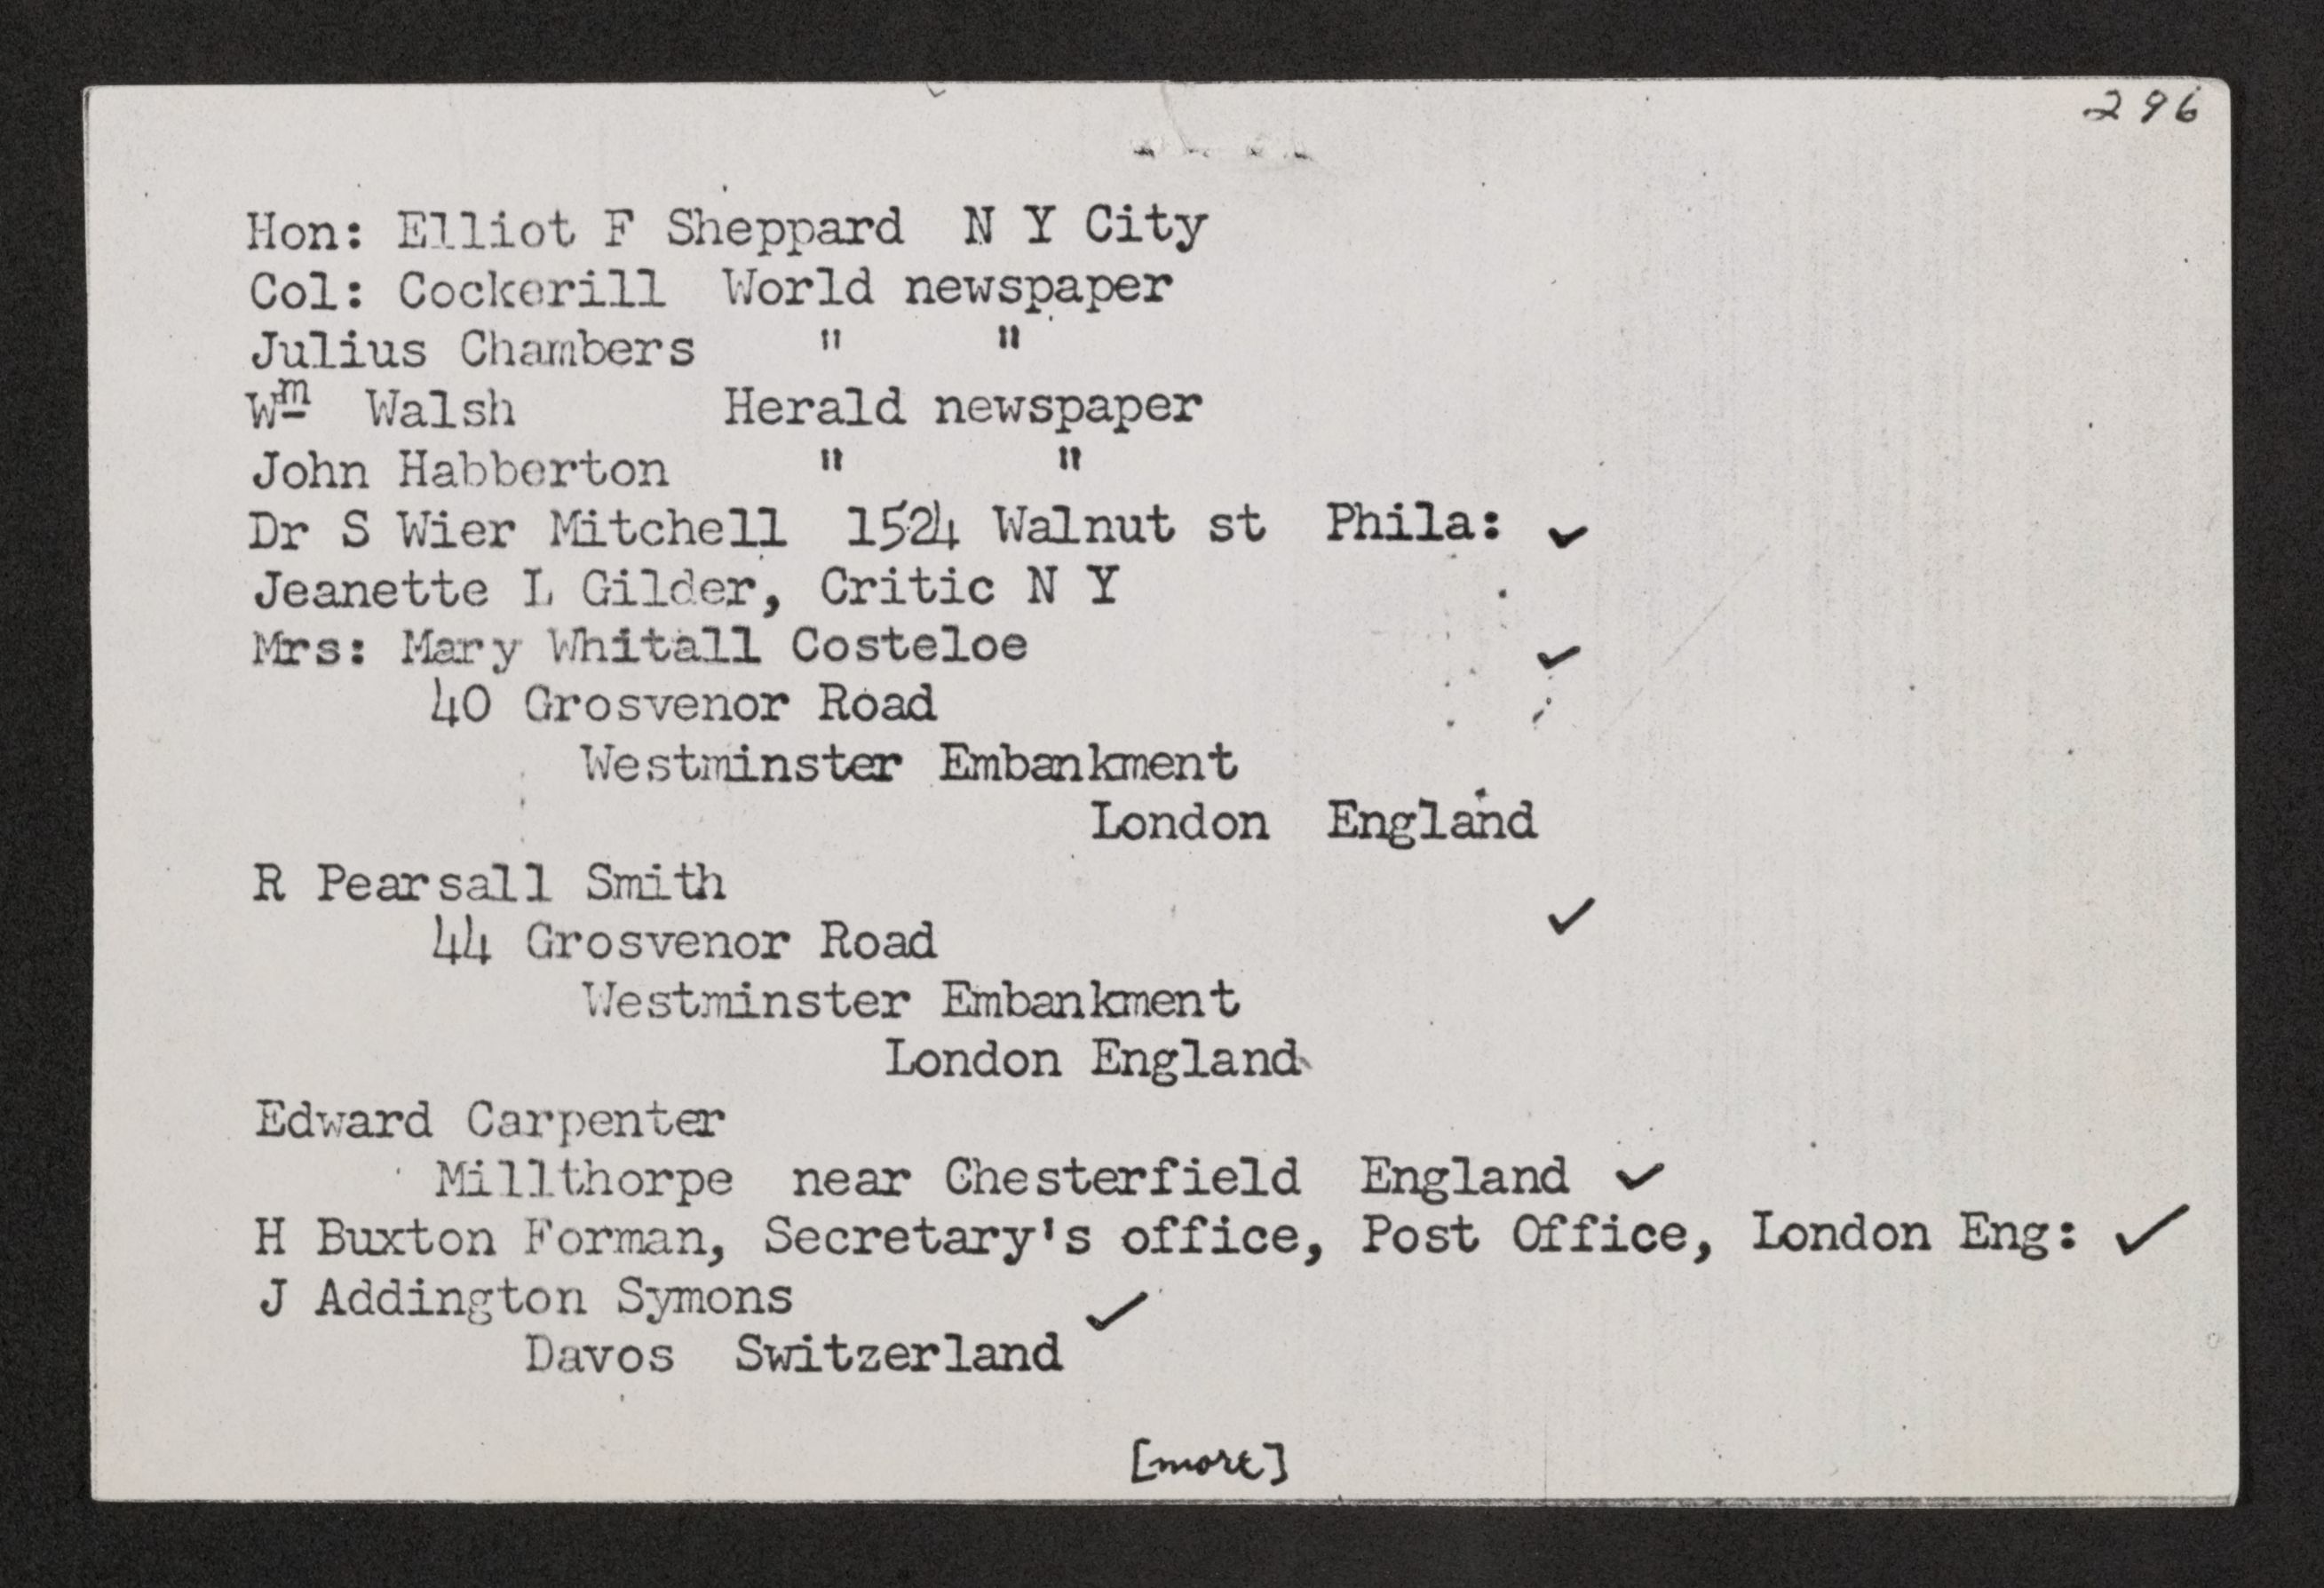 296
Hon: Elliot F Sheppard N Y City
Col: Cockerill World newspaper
Julius Chambers " "
Wm Walsh Herald newspaper
John Habberton " "
Dr S Wier Mitchell 1524 Walnut st Phila: ✓
Jeanette L Gilder, Critic N Y
Mrs: Mary Whitall Costeloe ✓
40 Grosvenor Road
Westminster Embankment
London England
R Pearsall Smith ✓
44 Grosvenor Road
Westminster Embankment
London England
Edward Carpenter
Millthorpe near Chesterfield England ✓
H Buxton Forman, Secretary's office, Post Office, London Eng: ✓
J Addington Symons ✓
Davos Switzerland
[more]